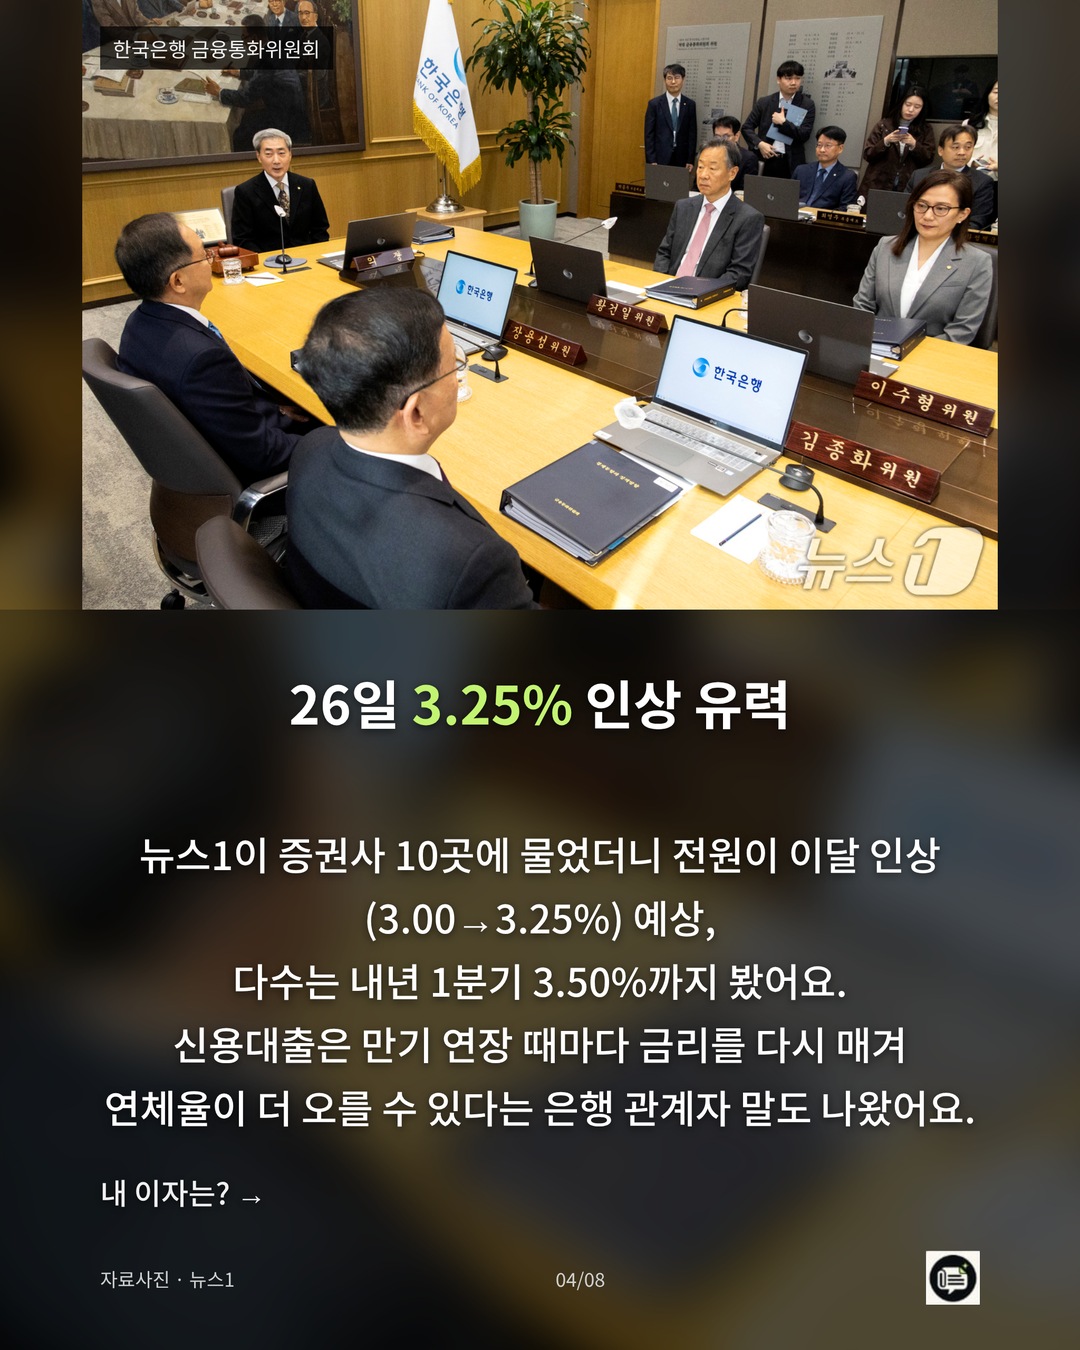 한국은행 금융통화위원회
한국은행
BANK OF KOREA
의 장
한국은행
황건일 위원
장용성 위원
한국은행
이수형 위원
김종화 위원
뉴스1
26일 3.25% 인상 유력
뉴스1이 증권사 10곳에 물었더니 전원이 이달 인상
(3.00→3.25%) 예상,
다수는 내년 1분기 3.50%까지 봤어요.
신용대출은 만기 연장 때마다 금리를 다시 매겨
연체율이 더 오를 수 있다는 은행 관계자 말도 나왔어요.
내 이자는? →
자료사진 · 뉴스1
04/08